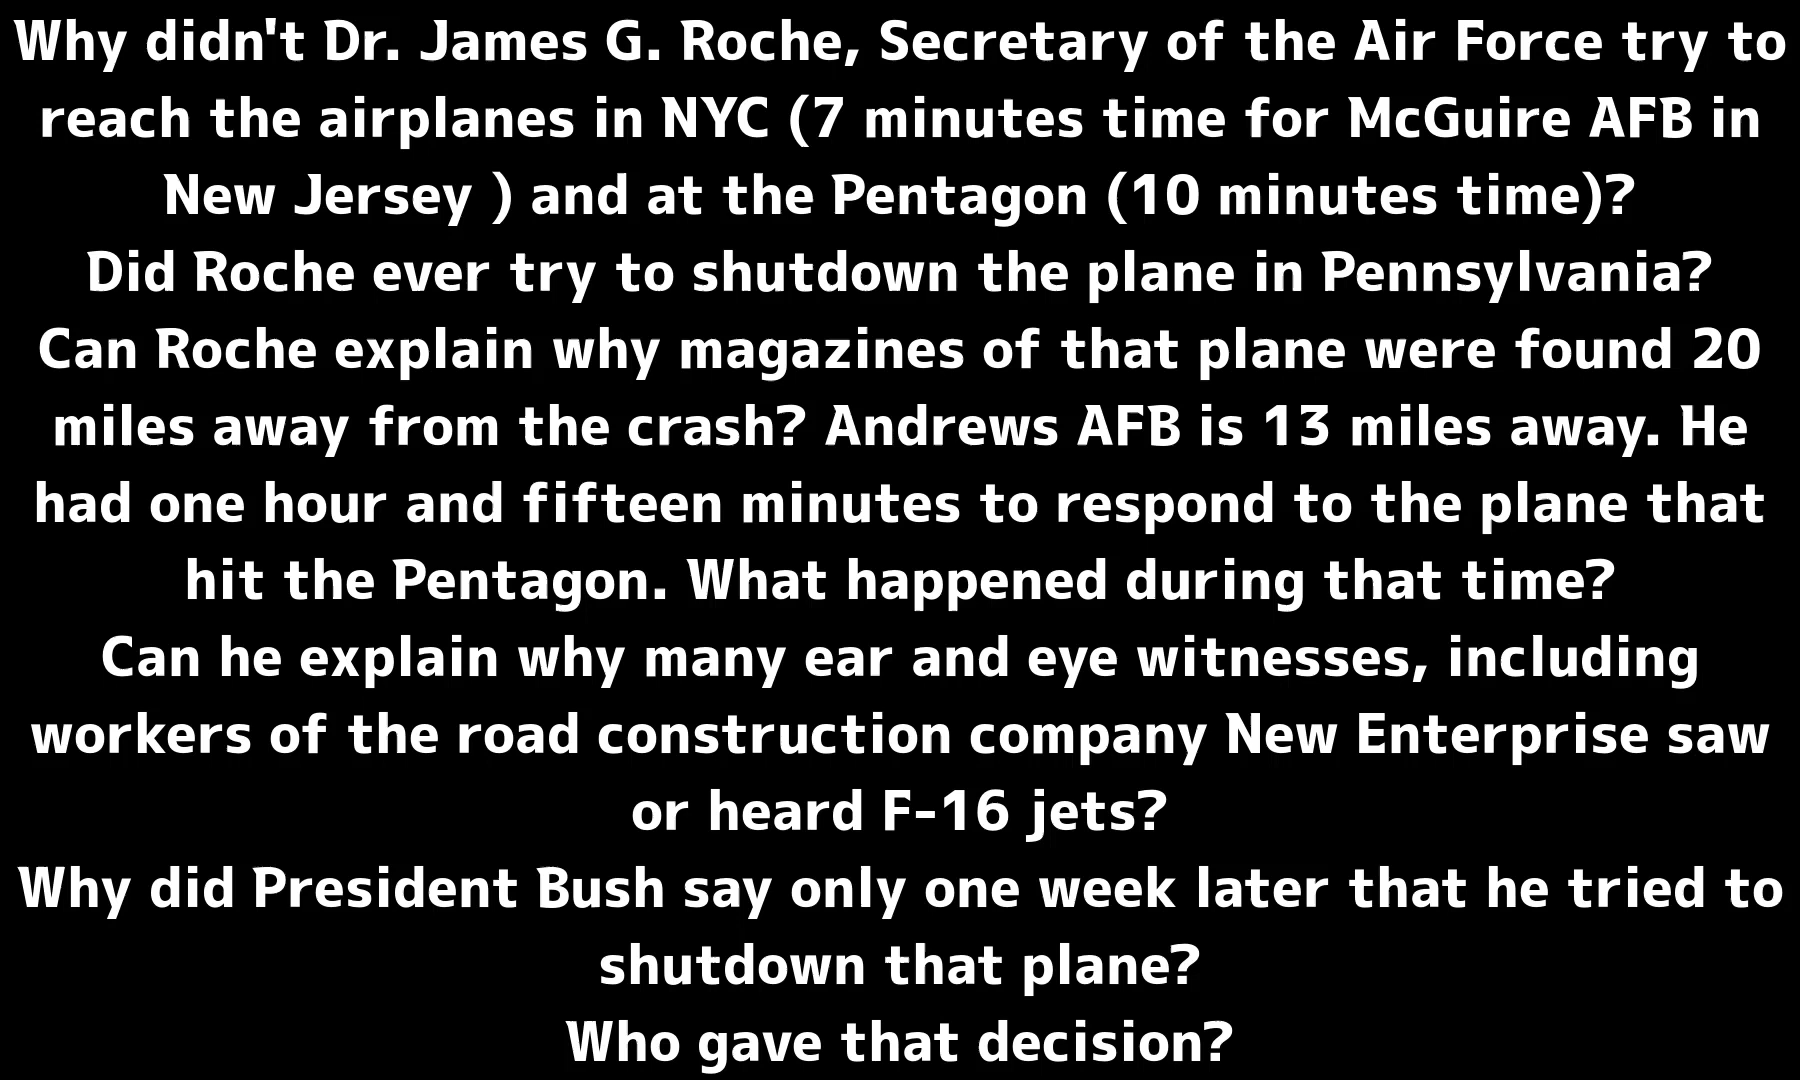 Why didn't Dr. James G. Roche, Secretary of the Air Force try to
reach the airplanes in NYC (7 minutes time for McGuire AFB in
New Jersey ) and at the Pentagon (10 minutes time)?
Did Roche ever try to shutdown the plane in Pennsylvania?
Can Roche explain why magazines of that plane were found 20
miles away from the crash? Andrews AFB is 13 miles away. He
had one hour and fifteen minutes to respond to the plane that
hit the Pentagon. What happened during that time?
Can he explain why many ear and eye witnesses, including
workers of the road construction company New Enterprise saw
or heard F-16 jets?
Why did President Bush say only one week later that he tried to
shutdown that plane?
Who gave that decision?